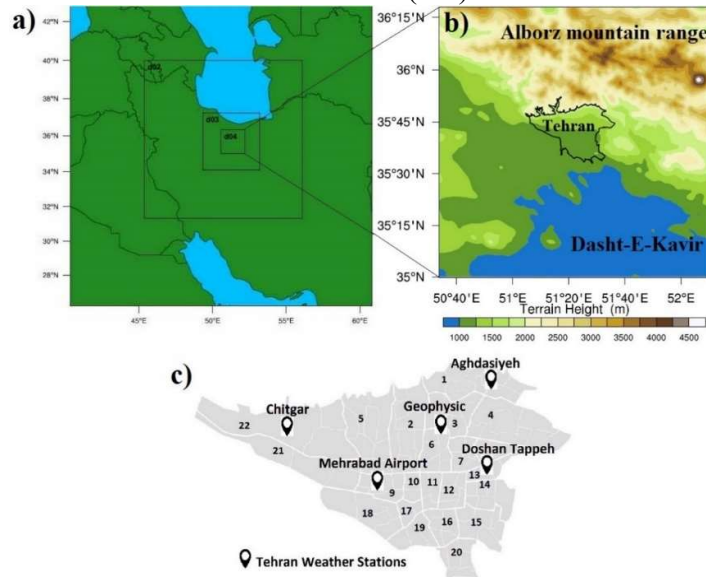 a)
42°N
40°N
38°N
36°N
34°N
32°N
30°N
28°N
45°E 50°E 55°E 60°E
d02
d03
d04
b)
36°15'N
36°N
35°45'N
35°30'N
35°15'N
35°N
Alborz mountain range
Tehran
Dasht-E-Kavir
50°40'E 51°E 51°20'E 51°40'E 52°E
Terrain Height (m)
1000 1500 2000 2500 3000 3500 4000 4500
c)
Aghdasiyeh
1
Chitgar
Geophysic
4
5
2
3
22
21
6
Mehrabad Airport
7
Doshan Tappeh
13
14
9
10
11
12
18
17
16
15
19
20
Tehran Weather Stations